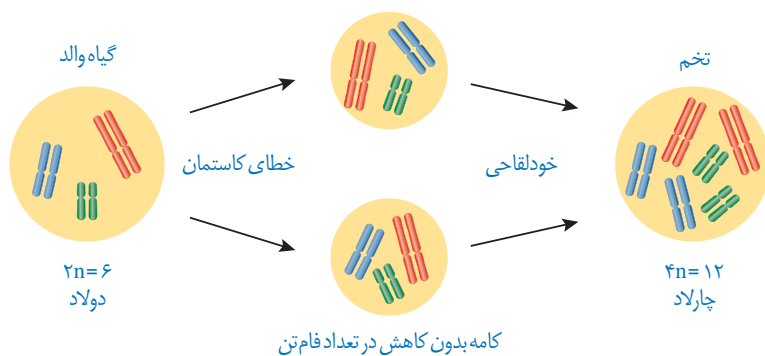 گیاه والد
تخم
خطای کاستمان
خودلقاحی
۲n= ۶
دولاد
۴n= ۱۲
چارلاد
کامه بدون کاهش در تعداد فام‌تن